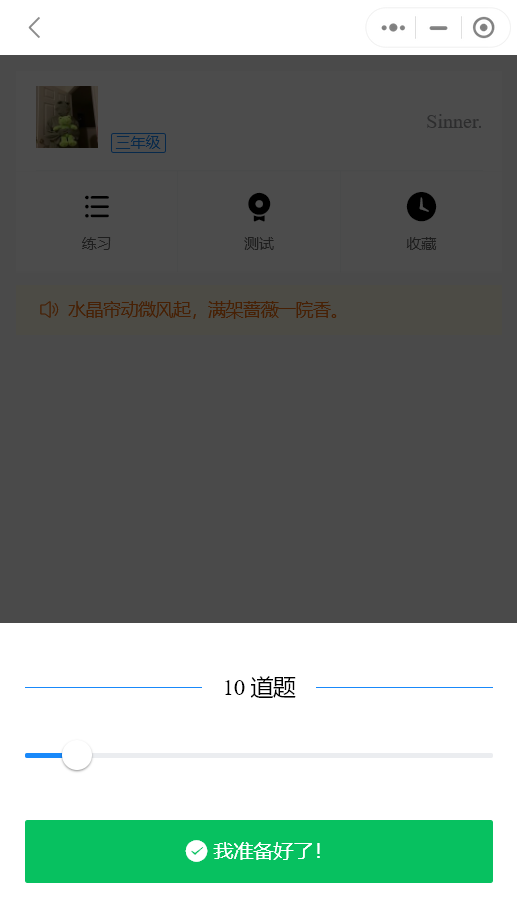 Sinner.
三年级
练习 测试 收藏
水晶帘动微风起，满架蔷薇一院香。
10 道题
我准备好了！